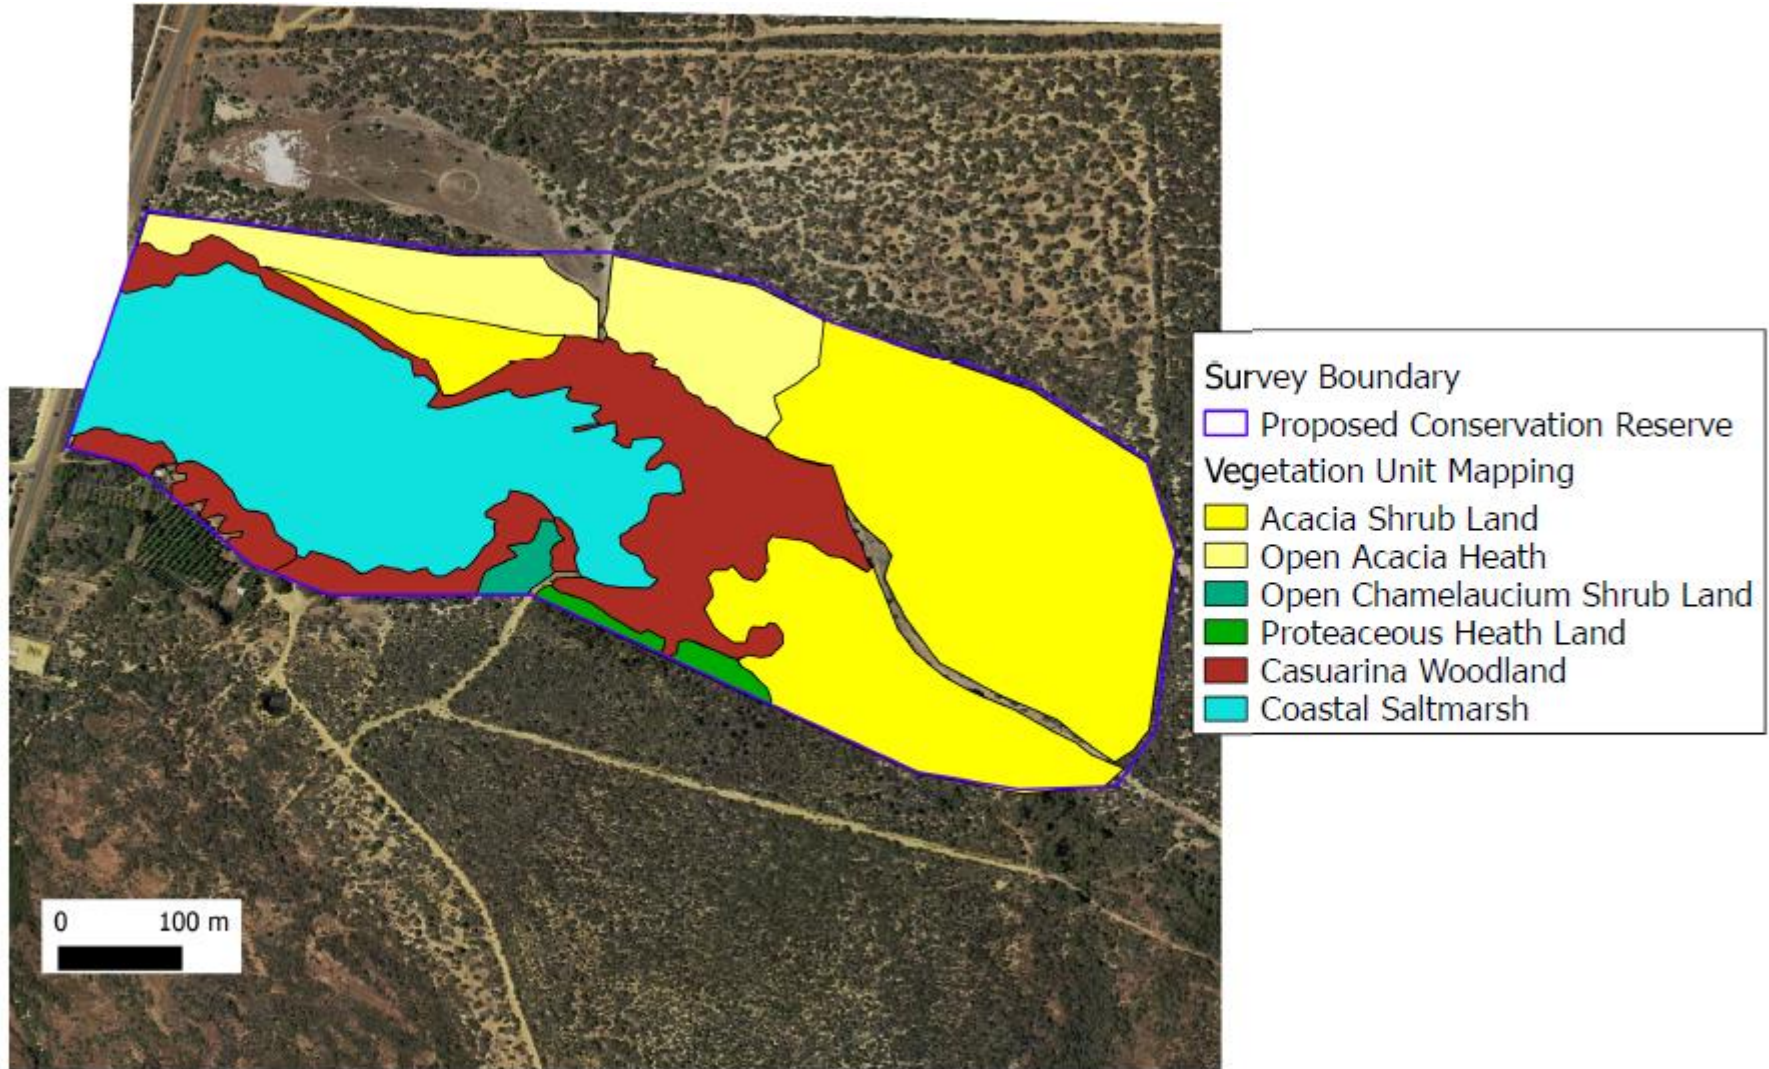 Survey Boundary
Proposed Conservation Reserve
Vegetation Unit Mapping
Acacia Shrub Land
Open Acacia Heath
Open Chamelaucium Shrub Land
Proteaceous Heath Land
Casuarina Woodland
Coastal Saltmarsh
0 100 m